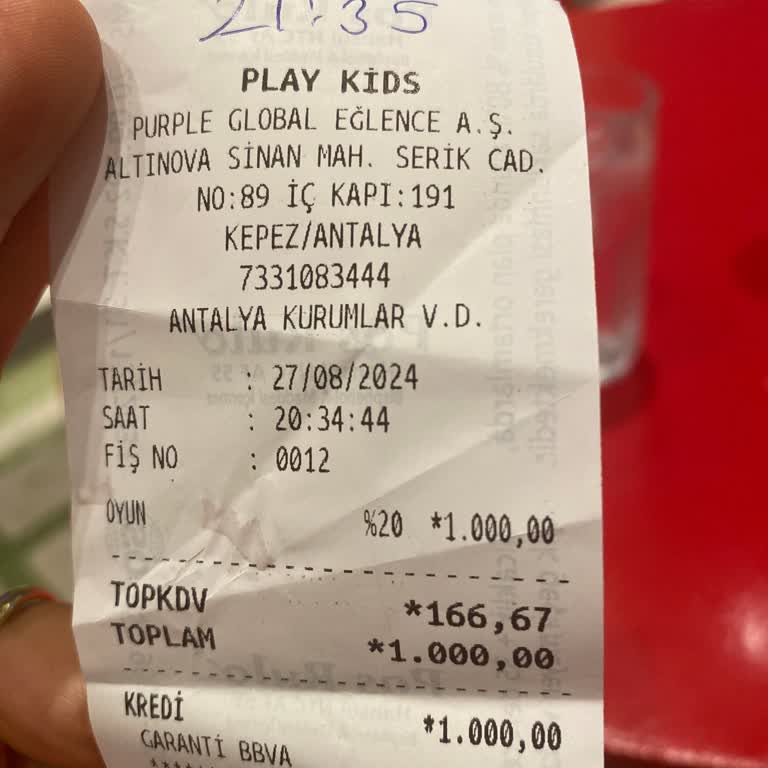 21:35
PLAY KİDS
PURPLE GLOBAL EĞLENCE A.Ş.
ALTINOVA SİNAN MAH. SERİK CAD.
NO:89 İÇ KAPI:191
KEPEZ/ANTALYA
7331083444
ANTALYA KURUMLAR V.D.
TARİH : 27/08/2024
SAAT : 20:34:44
FİŞ NO : 0012
OYUN %20 *1.000,00
TOPKDV *166,67
TOPLAM *1.000,00
KREDİ *1.000,00
GARANTİ BBVA